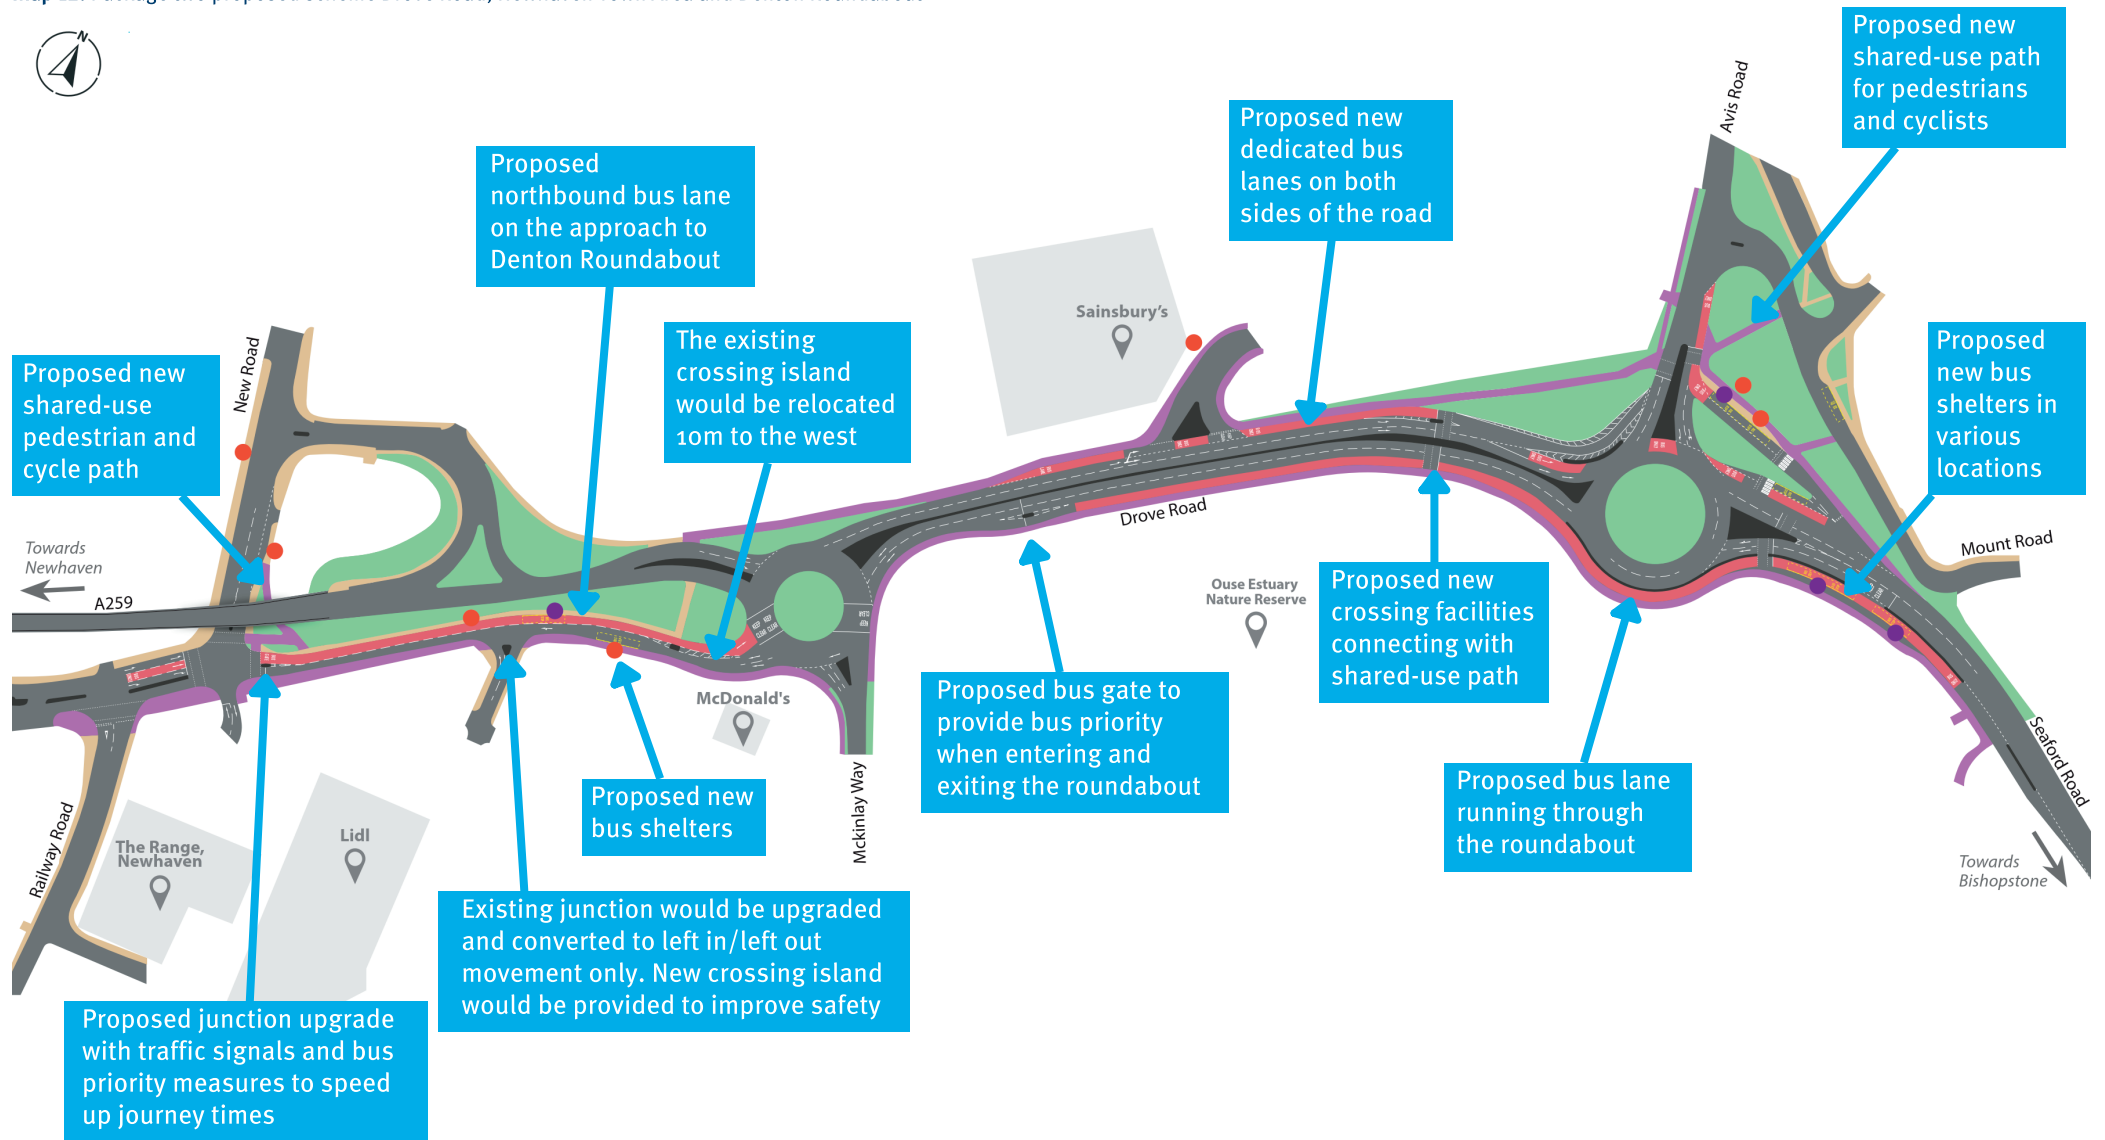 N
Proposed new
shared-use path
for pedestrians
and cyclists
Avis Road
Proposed new
dedicated bus
lanes on both
sides of the road
Proposed
northbound bus lane
on the approach to
Denton Roundabout
Sainsbury's
The existing
crossing island
would be relocated
10m to the west
Proposed
new bus
shelters in
various
locations
New Road
Proposed new
shared-use
pedestrian and
cycle path
Drove Road
Towards
Newhaven
A259
Mount Road
Ouse Estuary
Nature Reserve
Proposed new
crossing facilities
connecting with
shared-use path
KEEP
CLEAR
KEEP
CLEAR
McDonald's
Proposed bus gate to
provide bus priority
when entering and
exiting the roundabout
Seaford Road
Proposed bus lane
running through
the roundabout
Mckinlay Way
Proposed new
bus shelters
Railway Road
The Range,
Newhaven
Lidl
Towards
Bishopstone
Existing junction would be upgraded
and converted to left in/left out
movement only. New crossing island
would be provided to improve safety
Proposed junction upgrade
with traffic signals and bus
priority measures to speed
up journey times